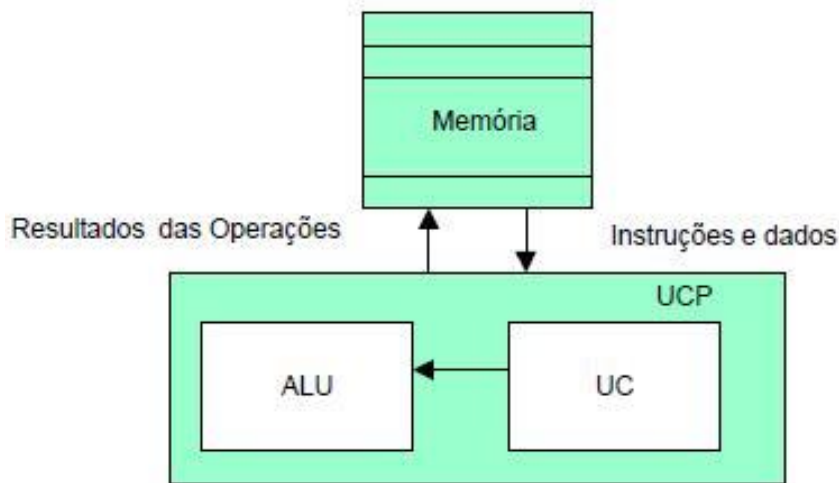 Memória
Resultados das Operações
Instruções e dados
UCP
ALU
UC